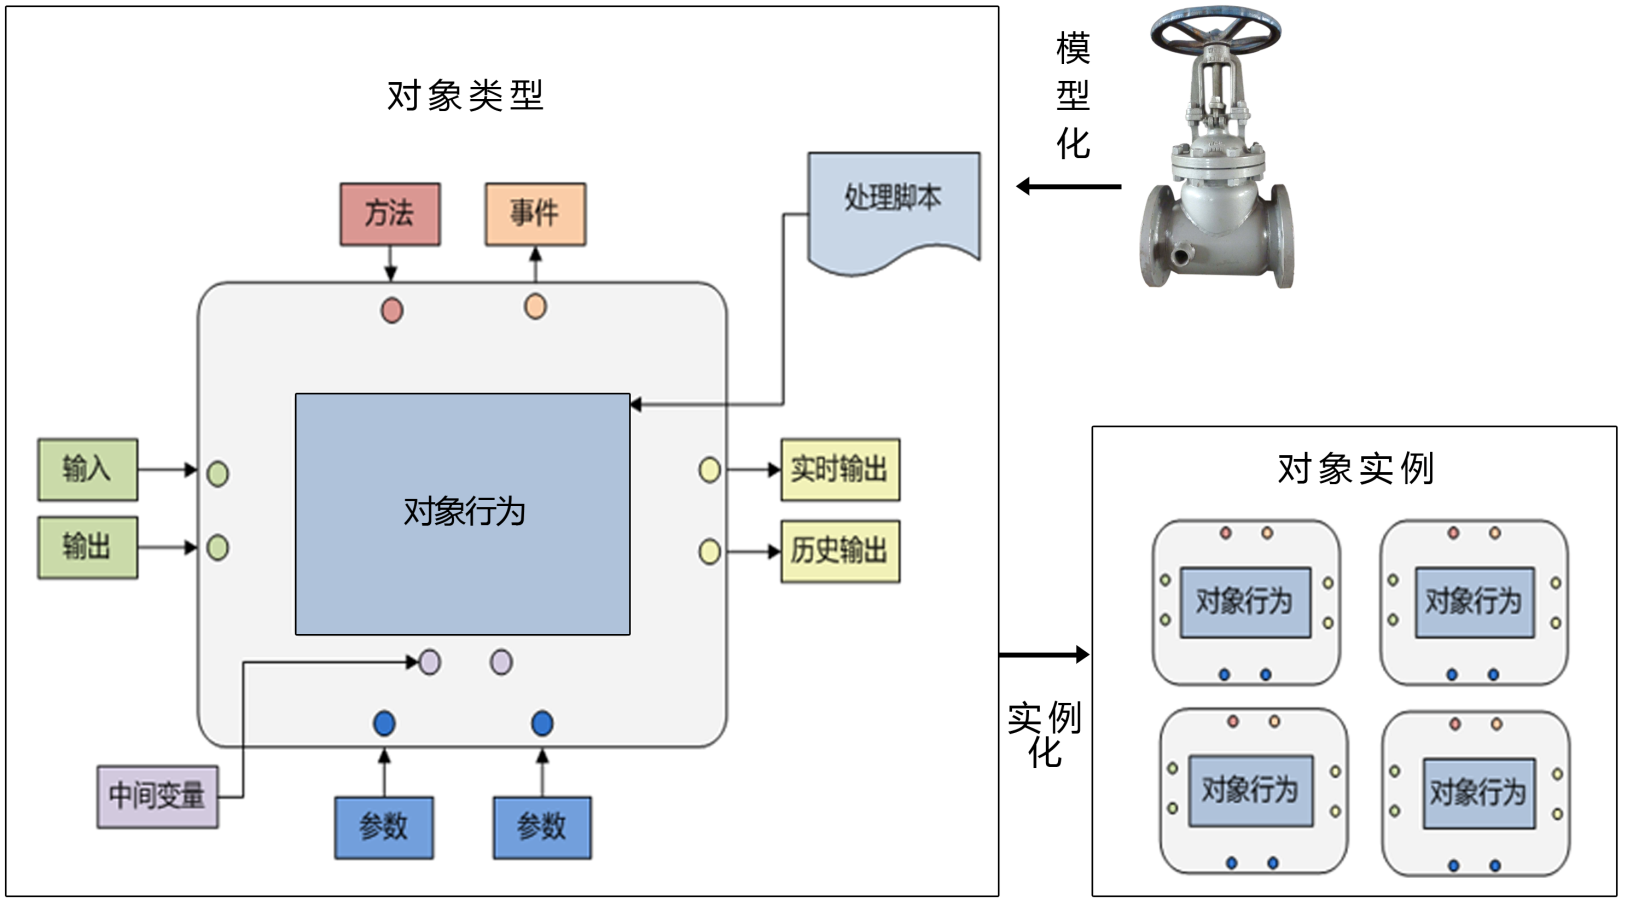 对象类型
方法
事件
处理脚本
输入
输出
对象行为
实时输出
历史输出
中间变量
参数
参数
模
型
化
实例
化
对象实例
对象行为
对象行为
对象行为
对象行为